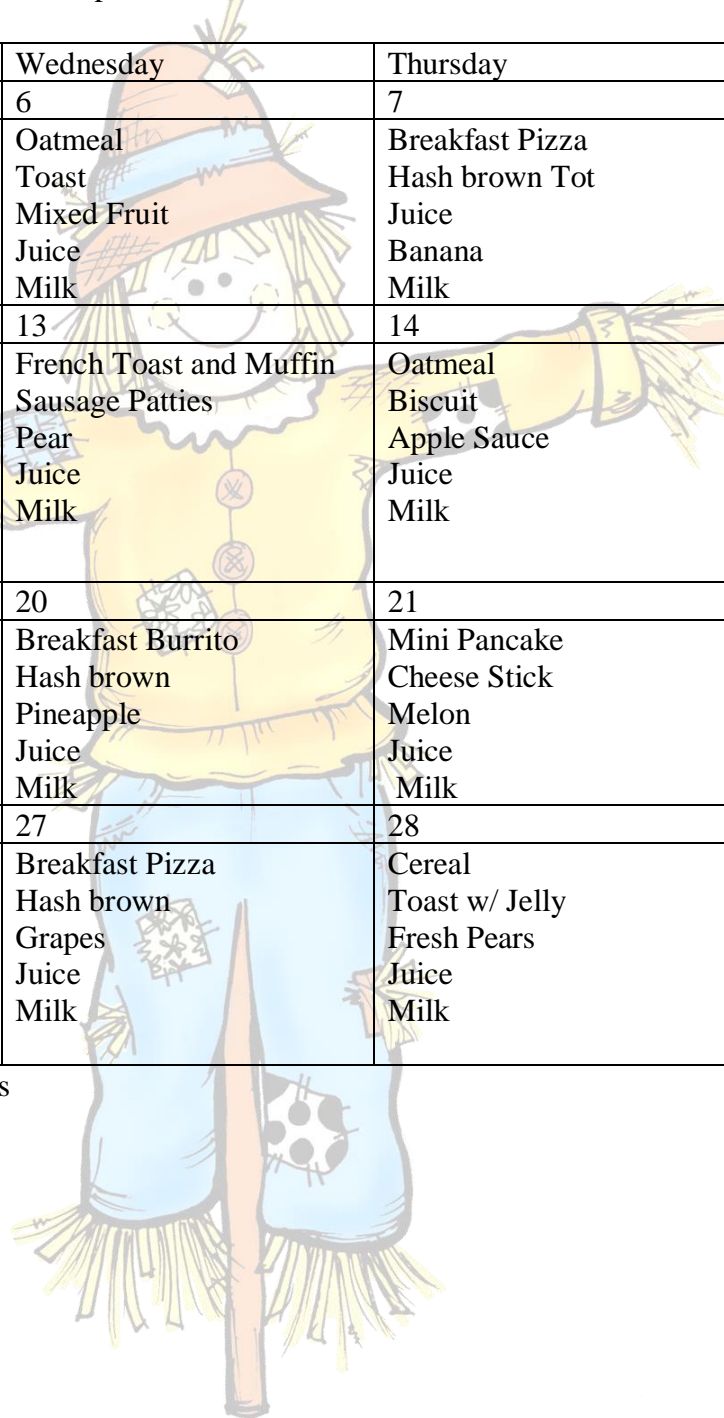 Wednesday Thursday
6 7
Oatmeal Breakfast Pizza
Toast Hash brown Tot
Mixed Fruit Juice
Juice Banana
Milk Milk
13 14
French Toast and Muffin Oatmeal
Sausage Patties Biscuit
Pear Apple Sauce
Juice Juice
Milk Milk
20 21
Breakfast Burrito Mini Pancake
Hash brown Cheese Stick
Pineapple Melon
Juice Juice
Milk Milk
27 28
Breakfast Pizza Cereal
Hash brown Toast w/ Jelly
Grapes Fresh Pears
Juice Juice
Milk Milk
s